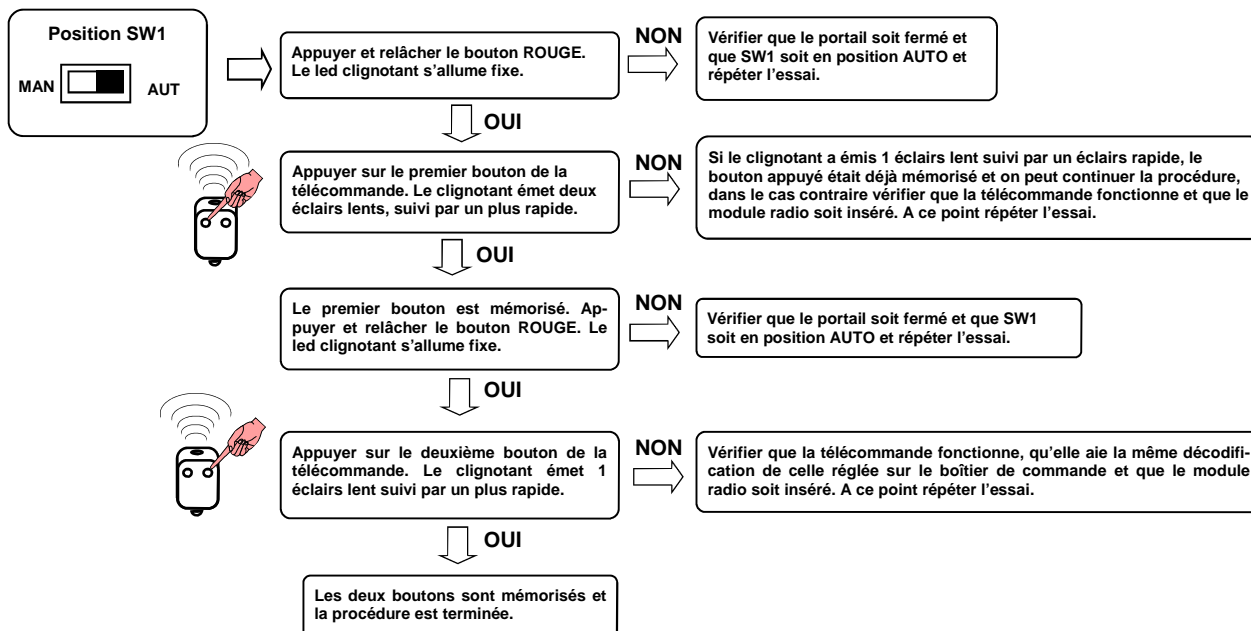 Position SW1
MAN
AUT
Appuyer et relâcher le bouton ROUGE.
Le led clignotant s’allume fixe.
NON
Vérifier que le portail soit fermé et
que SW1 soit en position AUTO et
répéter l’essai.
OUI
Appuyer sur le premier bouton de la
télécommande. Le clignotant émet deux
éclairs lents, suivi par un plus rapide.
NON
Si le clignotant a émis 1 éclairs lent suivi par un éclairs rapide, le
bouton appuyé était déjà mémorisé et on peut continuer la procédure,
dans le cas contraire vérifier que la télécommande fonctionne et que le
module radio soit inséré. A ce point répéter l’essai.
OUI
Le premier bouton est mémorisé. Ap-
puyer et relâcher le bouton ROUGE. Le
led clignotant s’allume fixe.
NON
Vérifier que le portail soit fermé et que SW1
soit en position AUTO et répéter l’essai.
OUI
Appuyer sur le deuxième bouton de la
télécommande. Le clignotant émet 1
éclairs lent suivi par un plus rapide.
NON
Vérifier que la télécommande fonctionne, qu’elle aie la même décodifi-
cation de celle réglée sur le boîtier de commande et que le module
radio soit inséré. A ce point répéter l’essai.
OUI
Les deux boutons sont mémorisés et
la procédure est terminée.